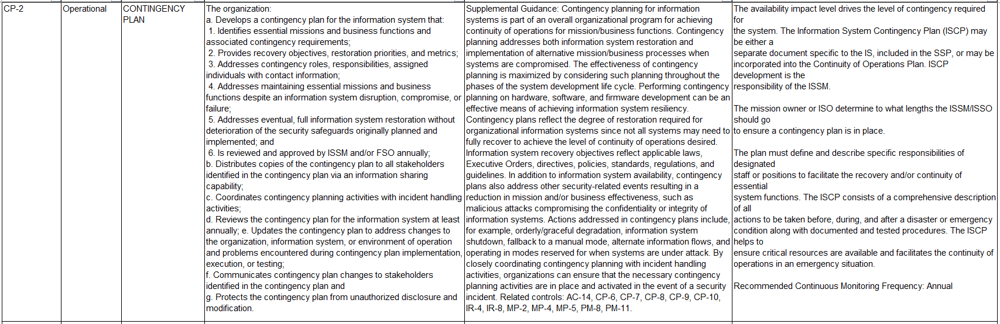 CP-2
Operational
CONTINGENCY
PLAN
The organization:
a. Develops a contingency plan for the information system that:
1. Identifies essential missions and business functions and
associated contingency requirements;
2. Provides recovery objectives, restoration priorities, and metrics;
3. Addresses contingency roles, responsibilities, assigned
individuals with contact information;
4. Addresses maintaining essential missions and business
functions despite an information system disruption, compromise, or
failure;
5. Addresses eventual, full information system restoration without
deterioration of the security safeguards originally planned and
implemented; and
6. Is reviewed and approved by ISSM and/or FSO annually;
b. Distributes copies of the contingency plan to all stakeholders
identified in the contingency plan via an information sharing
capability;
c. Coordinates contingency planning activities with incident handling
activities;
d. Reviews the contingency plan for the information system at least
annually; e. Updates the contingency plan to address changes to
the organization, information system, or environment of operation
and problems encountered during contingency plan implementation,
execution, or testing;
f. Communicates contingency plan changes to stakeholders
identified in the contingency plan and
g. Protects the contingency plan from unauthorized disclosure and
modification.
Supplemental Guidance: Contingency planning for information
systems is part of an overall organizational program for achieving
continuity of operations for mission/business functions. Contingency
planning addresses both information system restoration and
implementation of alternative mission/business processes when
systems are compromised. The effectiveness of contingency
planning is maximized by considering such planning throughout the
phases of the system development life cycle. Performing contingency
planning on hardware, software, and firmware development can be an
effective means of achieving information system resiliency.
Contingency plans reflect the degree of restoration required for
organizational information systems since not all systems may need to
fully recover to achieve the level of continuity of operations desired.
Information system recovery objectives reflect applicable laws,
Executive Orders, directives, policies, standards, regulations, and
guidelines. In addition to information system availability, contingency
plans also address other security-related events resulting in a
reduction in mission and/or business effectiveness, such as
malicious attacks compromising the confidentiality or integrity of
information systems. Actions addressed in contingency plans include,
for example, orderly/graceful degradation, information system
shutdown, fallback to a manual mode, alternate information flows, and
operating in modes reserved for when systems are under attack. By
closely coordinating contingency planning with incident handling
activities, organizations can ensure that the necessary contingency
planning activities are in place and activated in the event of a security
incident. Related controls: AC-14, CP-6, CP-7, CP-8, CP-9, CP-10,
IR-4, IR-8, MP-2, MP-4, MP-5, PM-8, PM-11.
The availability impact level drives the level of contingency required
for
the system. The Information System Contingency Plan (ISCP) may
be either a
separate document specific to the IS, included in the SSP, or may be
incorporated into the Continuity of Operations Plan. ISCP
development is the
responsibility of the ISSM.
The mission owner or ISO determine to what lengths the ISSM/ISSO
should go
to ensure a contingency plan is in place.
The plan must define and describe specific responsibilities of
designated
staff or positions to facilitate the recovery and/or continuity of
essential
system functions. The ISCP consists of a comprehensive description
of all
actions to be taken before, during, and after a disaster or emergency
condition along with documented and tested procedures. The ISCP
helps to
ensure critical resources are available and facilitates the continuity of
operations in an emergency situation.
Recommended Continuous Monitoring Frequency: Annual